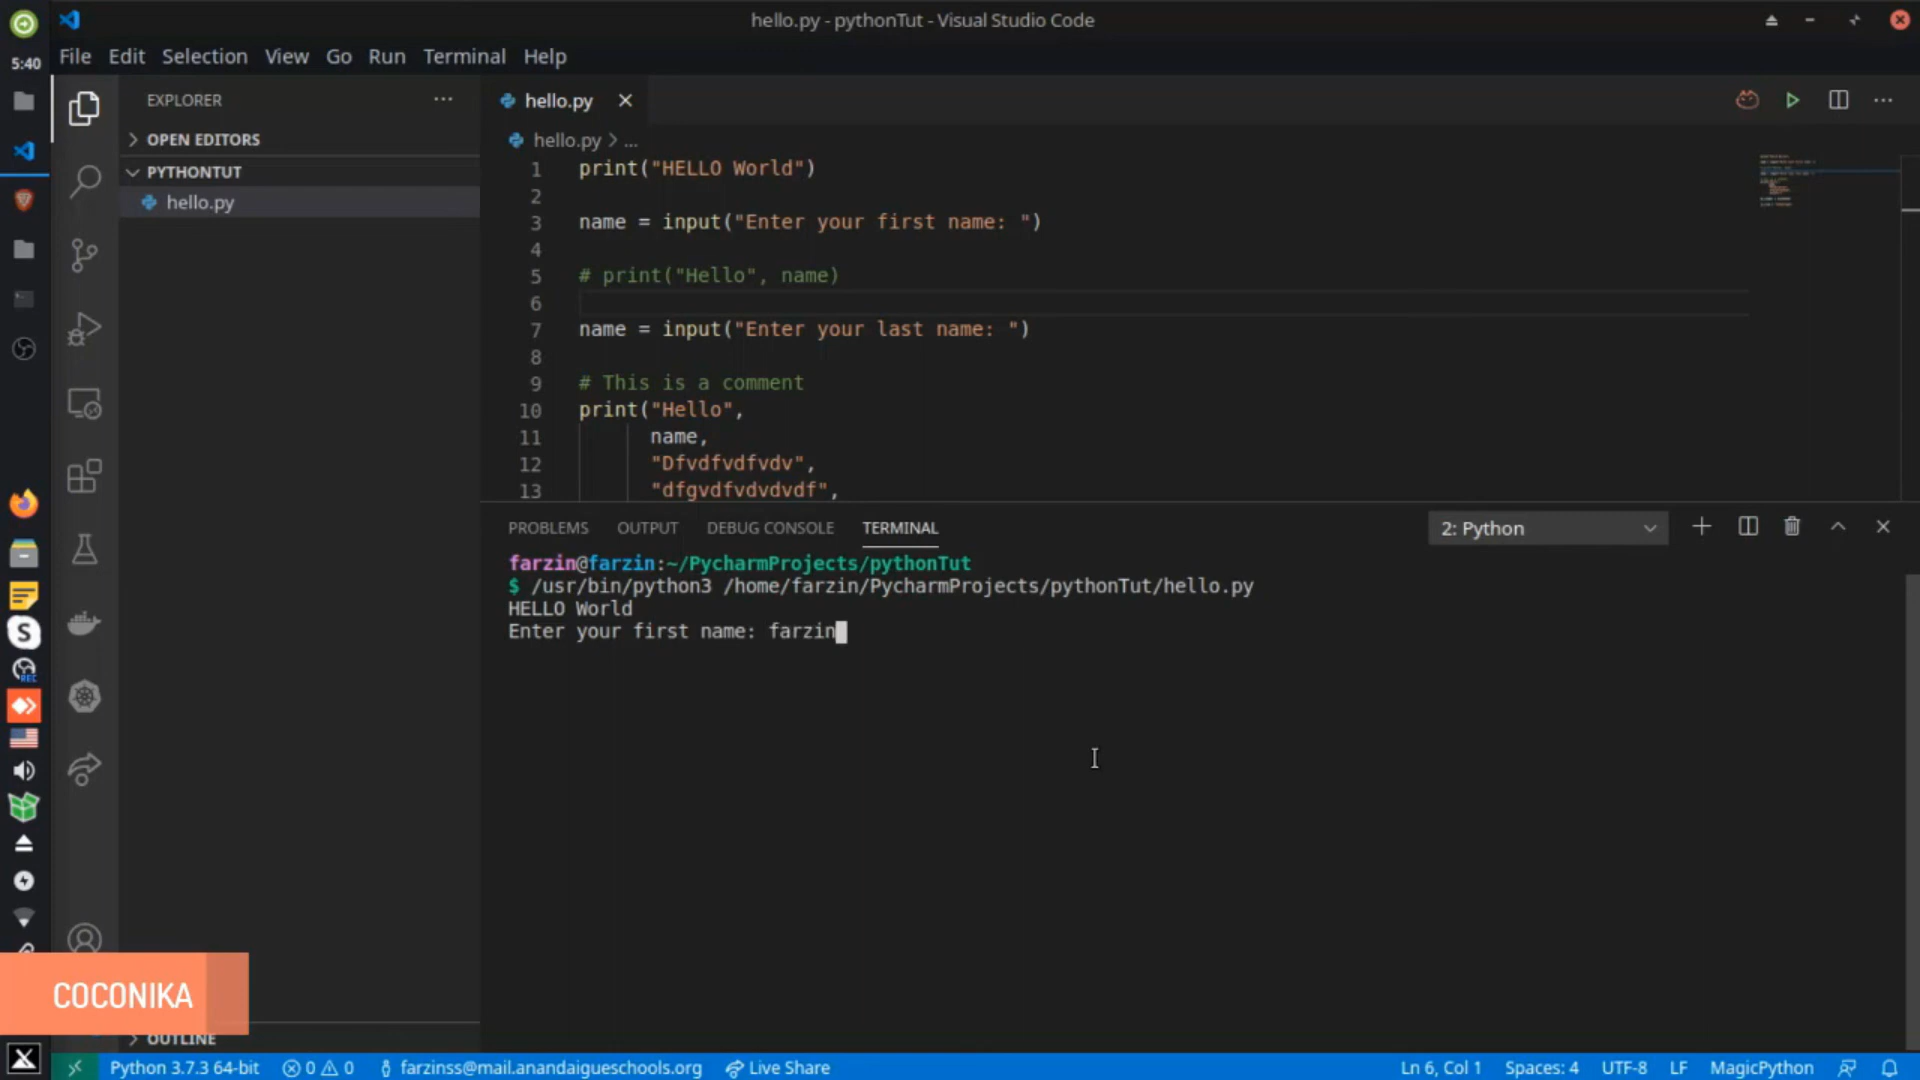 hello.py - pythonTut - Visual Studio Code
5:40
File Edit Selection View Go Run Terminal Help
EXPLORER
OPEN EDITORS
PYTHONTUT
hello.py
OUTLINE
hello.py
hello.py > ...
1 print("HELLO World")
2
3 name = input("Enter your first name: ")
4
5 # print("Hello", name)
6
7 name = input("Enter your last name: ")
8
9 # This is a comment
10 print("Hello",
11 name,
12 "Dfvdfvdfvdv",
13 "dfgvdfvdvdvdf",
PROBLEMS OUTPUT DEBUG CONSOLE TERMINAL 2: Python
farzin@farzin:~/PycharmProjects/pythonTut
$ /usr/bin/python3 /home/farzin/PycharmProjects/pythonTut/hello.py
HELLO World
Enter your first name: farzin
S
REC
COCONIKA
X
Python 3.7.3 64-bit 0 0 farzinss@mail.anandaigueschools.org Live Share Ln 6, Col 1 Spaces: 4 UTF-8 LF MagicPython